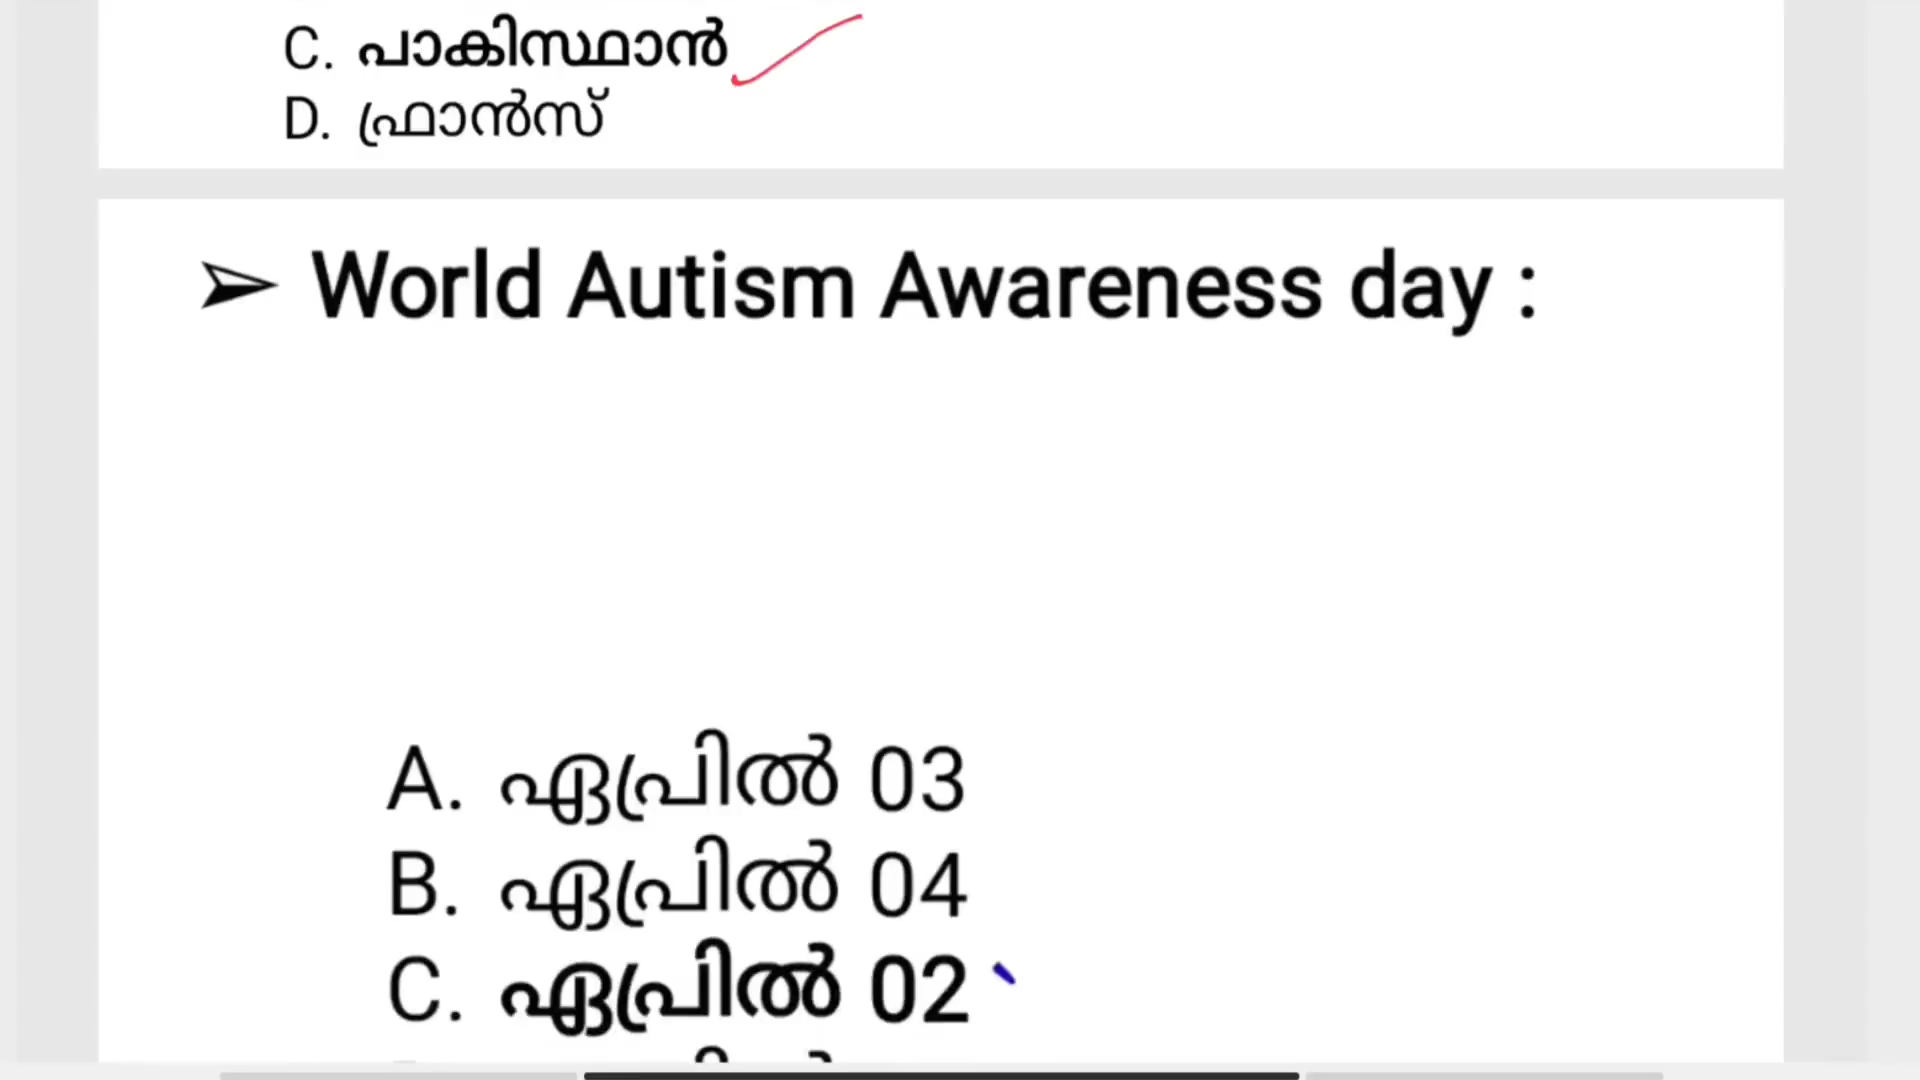 C. പാകിസ്ഥാൻ
D. ഫ്രാൻസ്
➢ World Autism Awareness day :
A. ഏപ്രിൽ 03
B. ഏപ്രിൽ 04
C. ഏപ്രിൽ 02